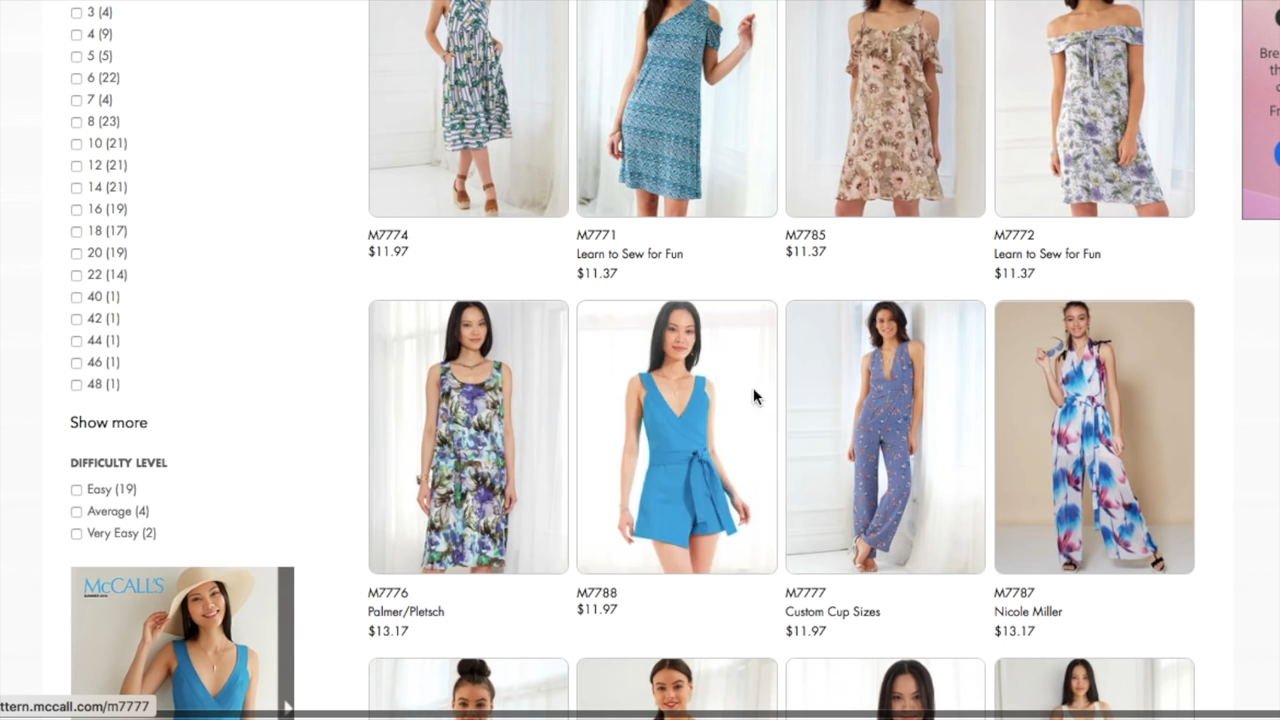 3 (4)
4 (9)
5 (5)
6 (22)
7 (4)
8 (23)
10 (21)
12 (21)
14 (21)
16 (19)
18 (17)
20 (19)
22 (14)
40 (1)
42 (1)
44 (1)
46 (1)
48 (1)
Show more
DIFFICULTY LEVEL
Easy (19)
Average (4)
Very Easy (2)
McCALL'S
M7774
$11.97
M7771
Learn to Sew for Fun
$11.37
M7785
$11.37
M7772
Learn to Sew for Fun
$11.37
M7776
Palmer/Pletsch
$13.17
M7788
$11.97
M7777
Custom Cup Sizes
$11.97
M7787
Nicole Miller
$13.17
Bre
th
Fr
ttern.mccall.com/m7777